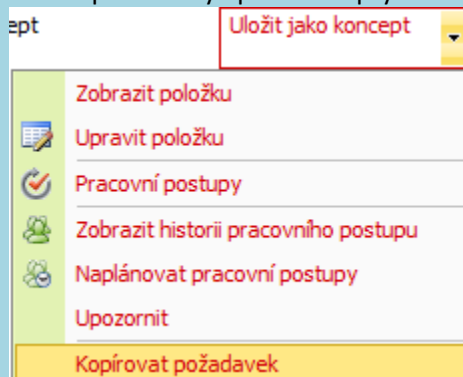 ept
Uložit jako koncept
Zobrazit položku
Upravit položku
Pracovní postupy
Zobrazit historii pracovního postupu
Naplánovat pracovní postupy
Upozornit
Kopírovat požadavek